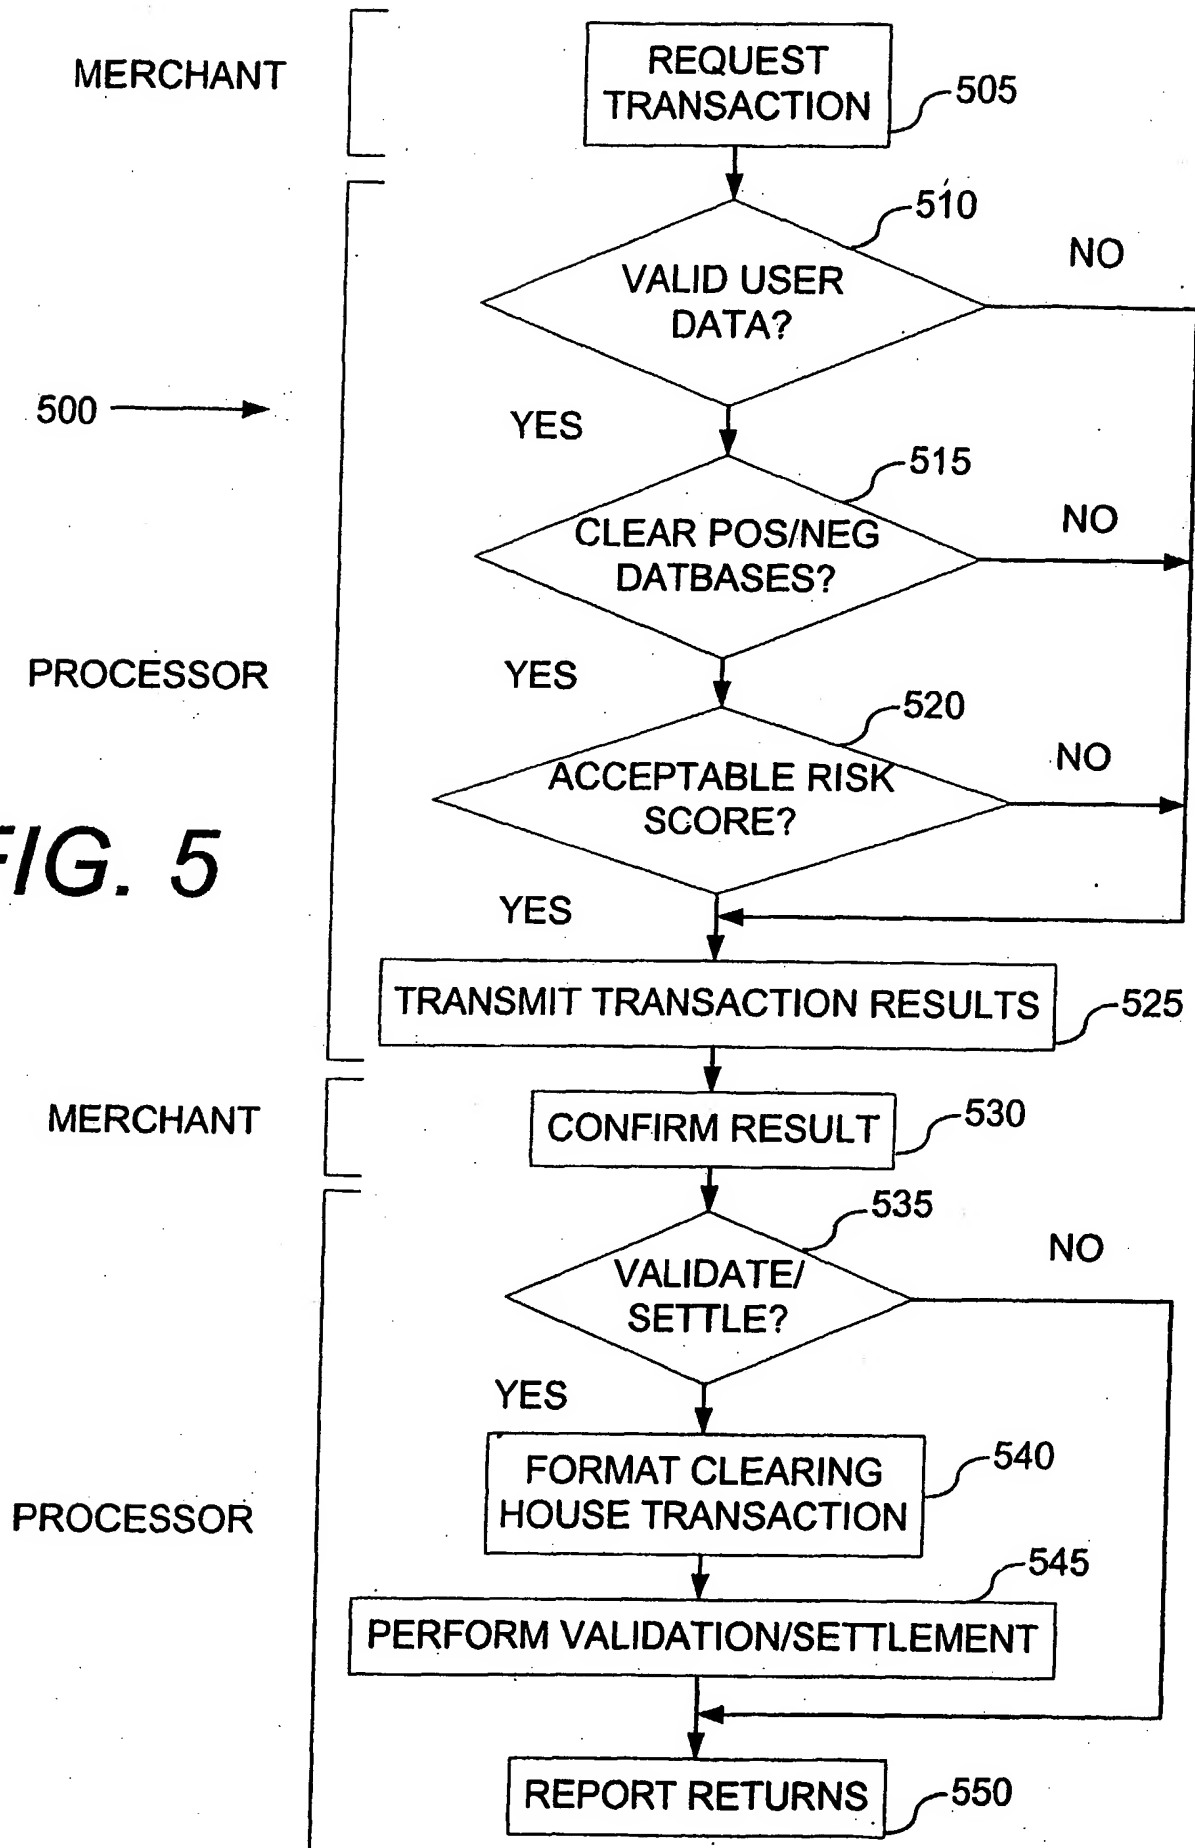 MERCHANT
REQUEST
TRANSACTION
505
510
VALID USER
DATA?
NO
500
YES
515
CLEAR POS/NEG
DATBASES?
NO
PROCESSOR
YES
520
ACCEPTABLE RISK
SCORE?
NO
FIG. 5
YES
TRANSMIT TRANSACTION RESULTS
525
MERCHANT
CONFIRM RESULT
530
535
VALIDATE/
SETTLE?
NO
YES
FORMAT CLEARING
HOUSE TRANSACTION
540
PROCESSOR
545
PERFORM VALIDATION/SETTLEMENT
REPORT RETURNS
550